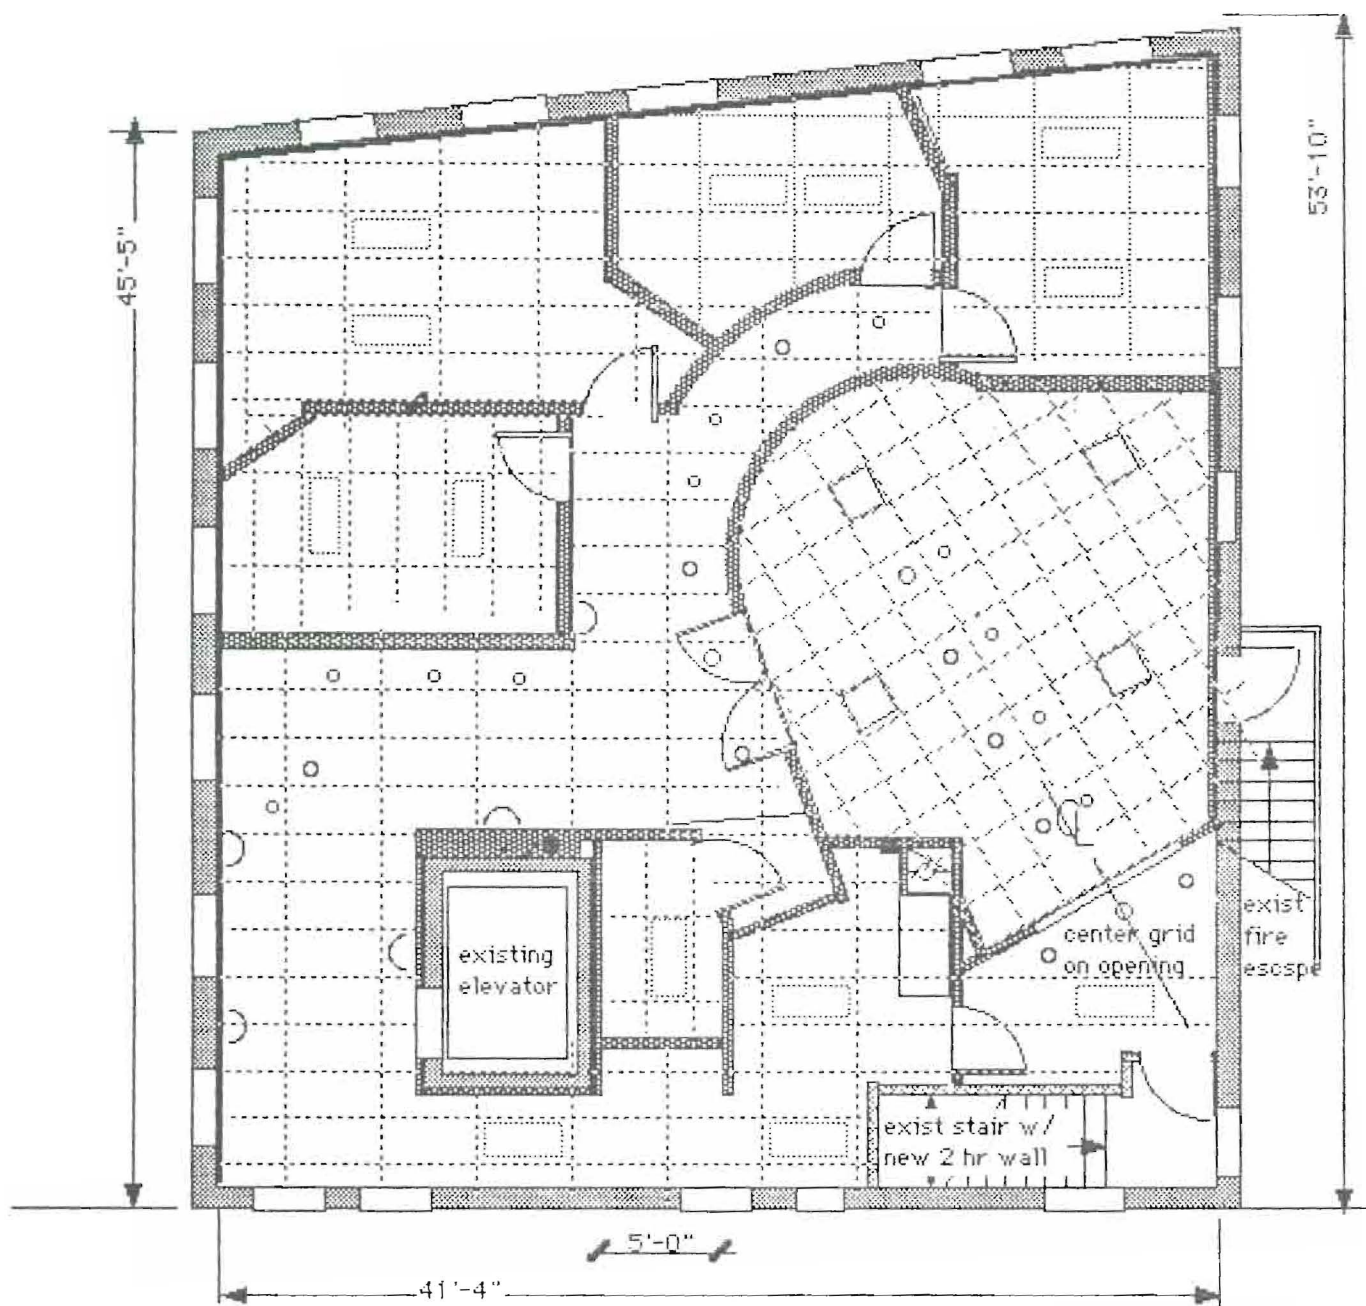 53'-10"
45'-5"
existing
elevator
center grid
on opening
exist
fire
escspe
exist stair w/
new 2 hr wall
5'-0"
41'-4"